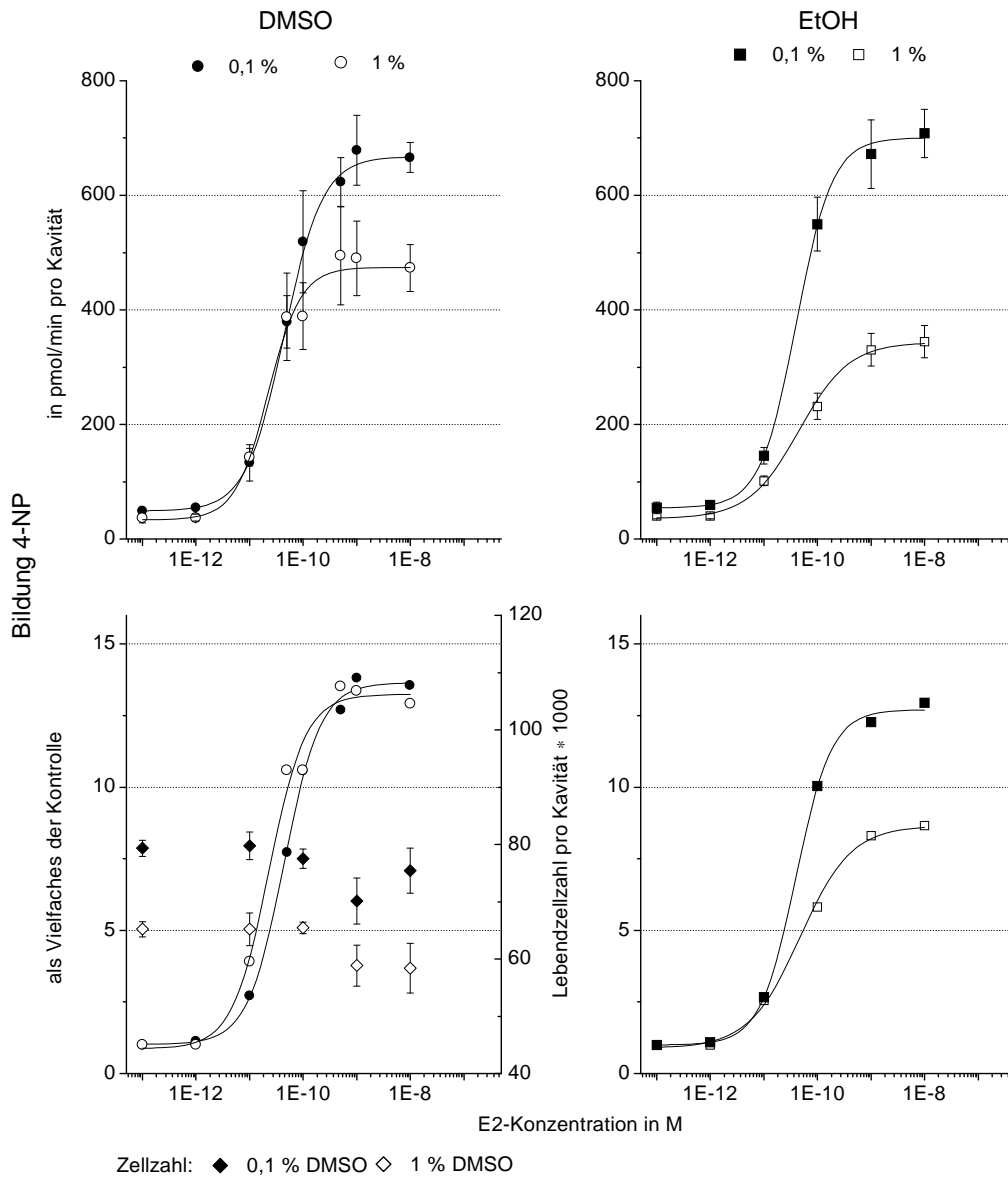 DMSO
EtOH
0,1 %
1 %
0,1 %
1 %
800
600
400
200
0
800
600
400
200
0
in pmol/min pro Kavität
1E-12
1E-10
1E-8
1E-12
1E-10
1E-8
Bildung 4-NP
15
10
5
0
als Vielfaches der Kontrolle
120
100
80
60
40
Lebendzellzahl pro Kavität * 1000
15
10
5
0
1E-12
1E-10
1E-8
1E-12
1E-10
1E-8
E2-Konzentration in M
Zellzahl: 0,1 % DMSO 1 % DMSO